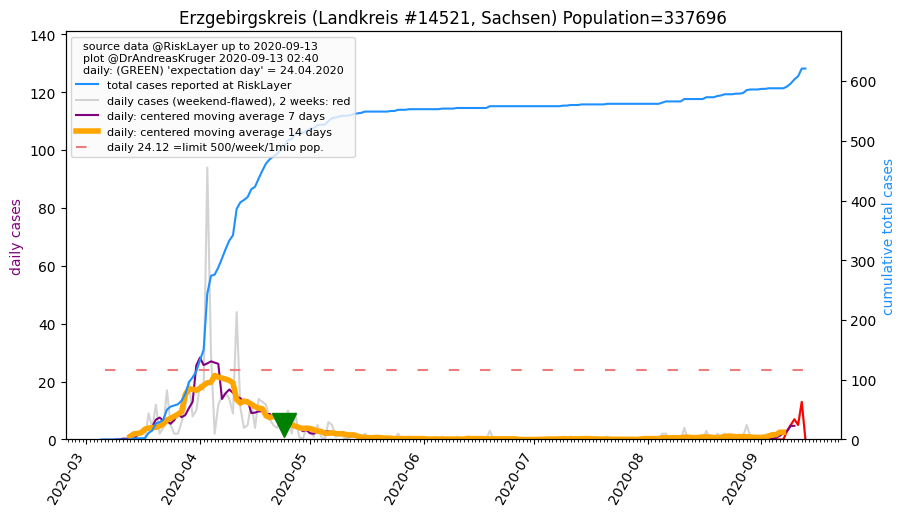 Erzgebirgskreis (Landkreis #14521, Sachsen) Population=337696
source data @RiskLayer up to 2020-09-13
plot @DrAndreasKruger 2020-09-13 02:40
daily: (GREEN) 'expectation day' = 24.04.2020
total cases reported at RiskLayer
daily cases (weekend-flawed), 2 weeks: red
daily: centered moving average 7 days
daily: centered moving average 14 days
daily 24.12 =limit 500/week/1mio pop.
daily cases
140
120
100
80
60
40
20
0
cumulative total cases
600
500
400
300
200
100
0
2020-03
2020-04
2020-05
2020-06
2020-07
2020-08
2020-09